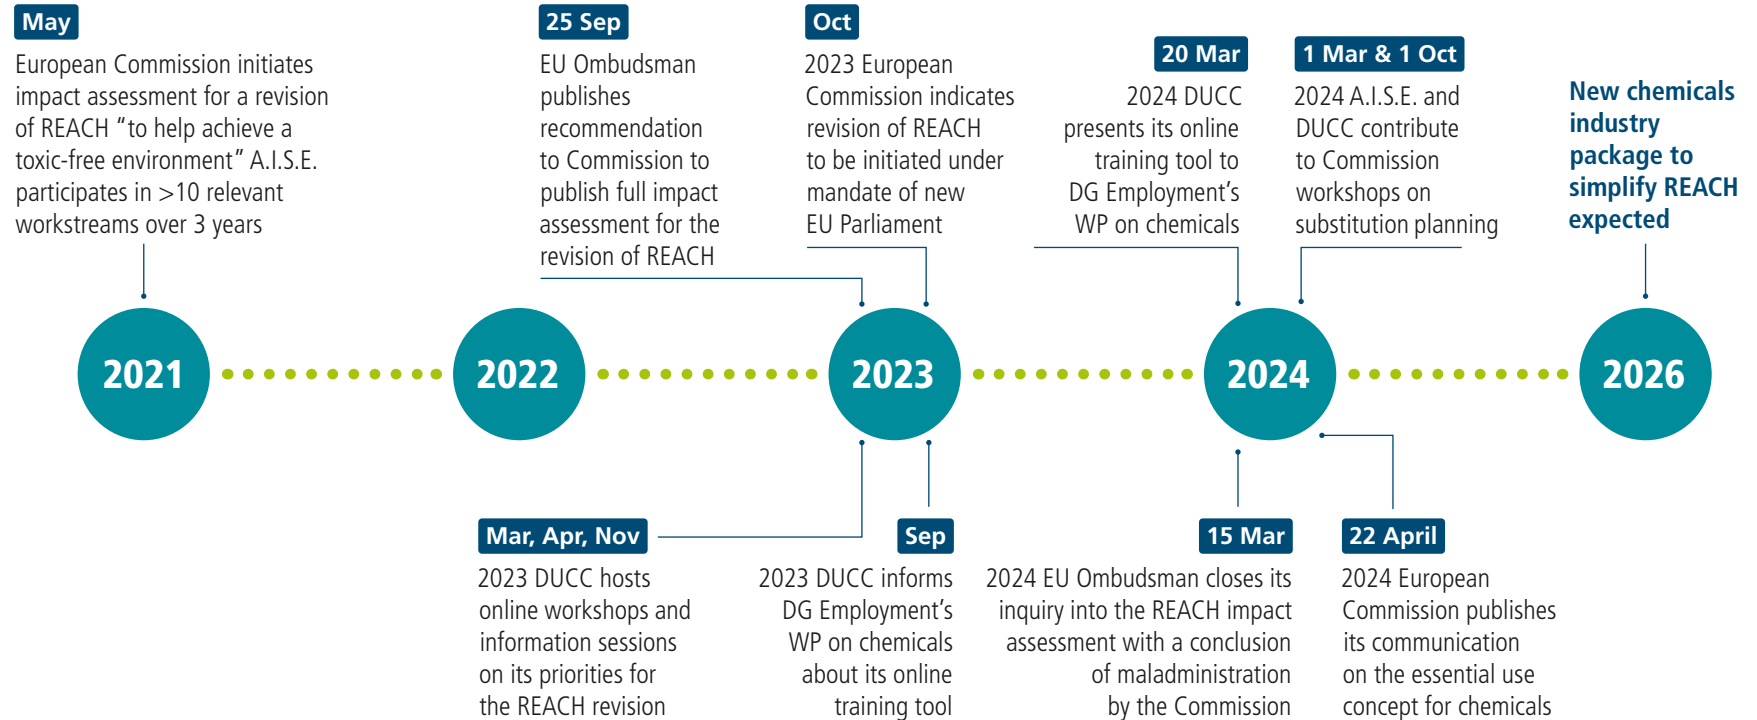 May
European Commission initiates
impact assessment for a revision
of REACH “to help achieve a
toxic-free environment” A.I.S.E.
participates in >10 relevant
workstreams over 3 years
25 Sep
EU Ombudsman
publishes
recommendation
to Commission to
publish full impact
assessment for the
revision of REACH
Oct
2023 European
Commission indicates
revision of REACH
to be initiated under
mandate of new
EU Parliament
20 Mar
2024 DUCC
presents its online
training tool to
DG Employment’s
WP on chemicals
1 Mar & 1 Oct
2024 A.I.S.E. and
DUCC contribute
to Commission
workshops on
substitution planning
New chemicals
industry
package to
simplify REACH
expected
2021
2022
2023
2024
2026
Mar, Apr, Nov
2023 DUCC hosts
online workshops and
information sessions
on its priorities for
the REACH revision
Sep
2023 DUCC informs
DG Employment’s
WP on chemicals
about its online
training tool
15 Mar
2024 EU Ombudsman closes its
inquiry into the REACH impact
assessment with a conclusion
of maladministration
by the Commission
22 April
2024 European
Commission publishes
its communication
on the essential use
concept for chemicals